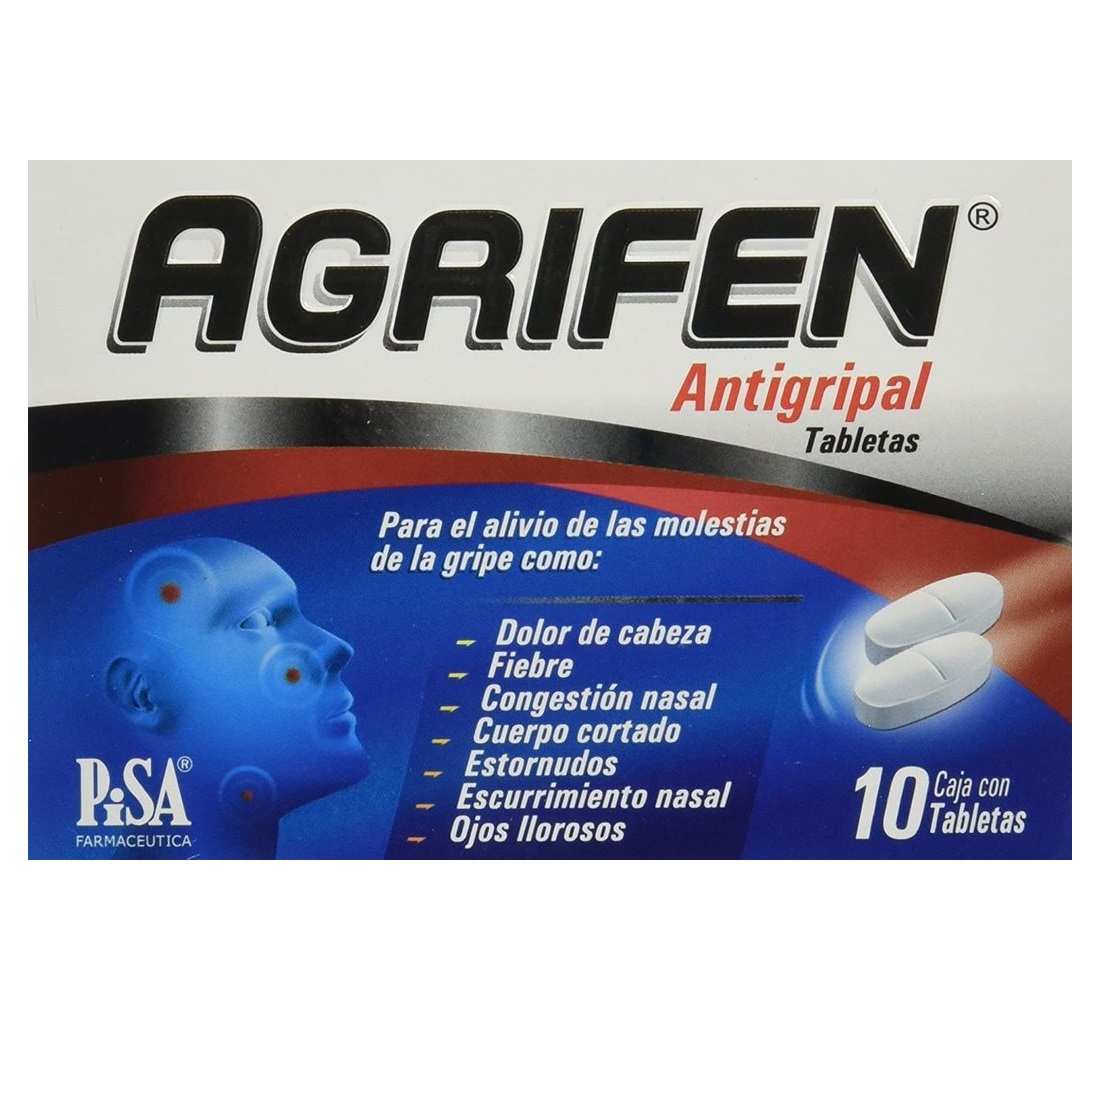 AGRIFEN®
Antigripal
Tabletas
Para el alivio de las molestias
de la gripe como:
Dolor de cabeza
Fiebre
Congestión nasal
Cuerpo cortado
Estornudos
Escurrimiento nasal
Ojos llorosos
PiSA®
FARMACEUTICA
10 Caja con
Tabletas